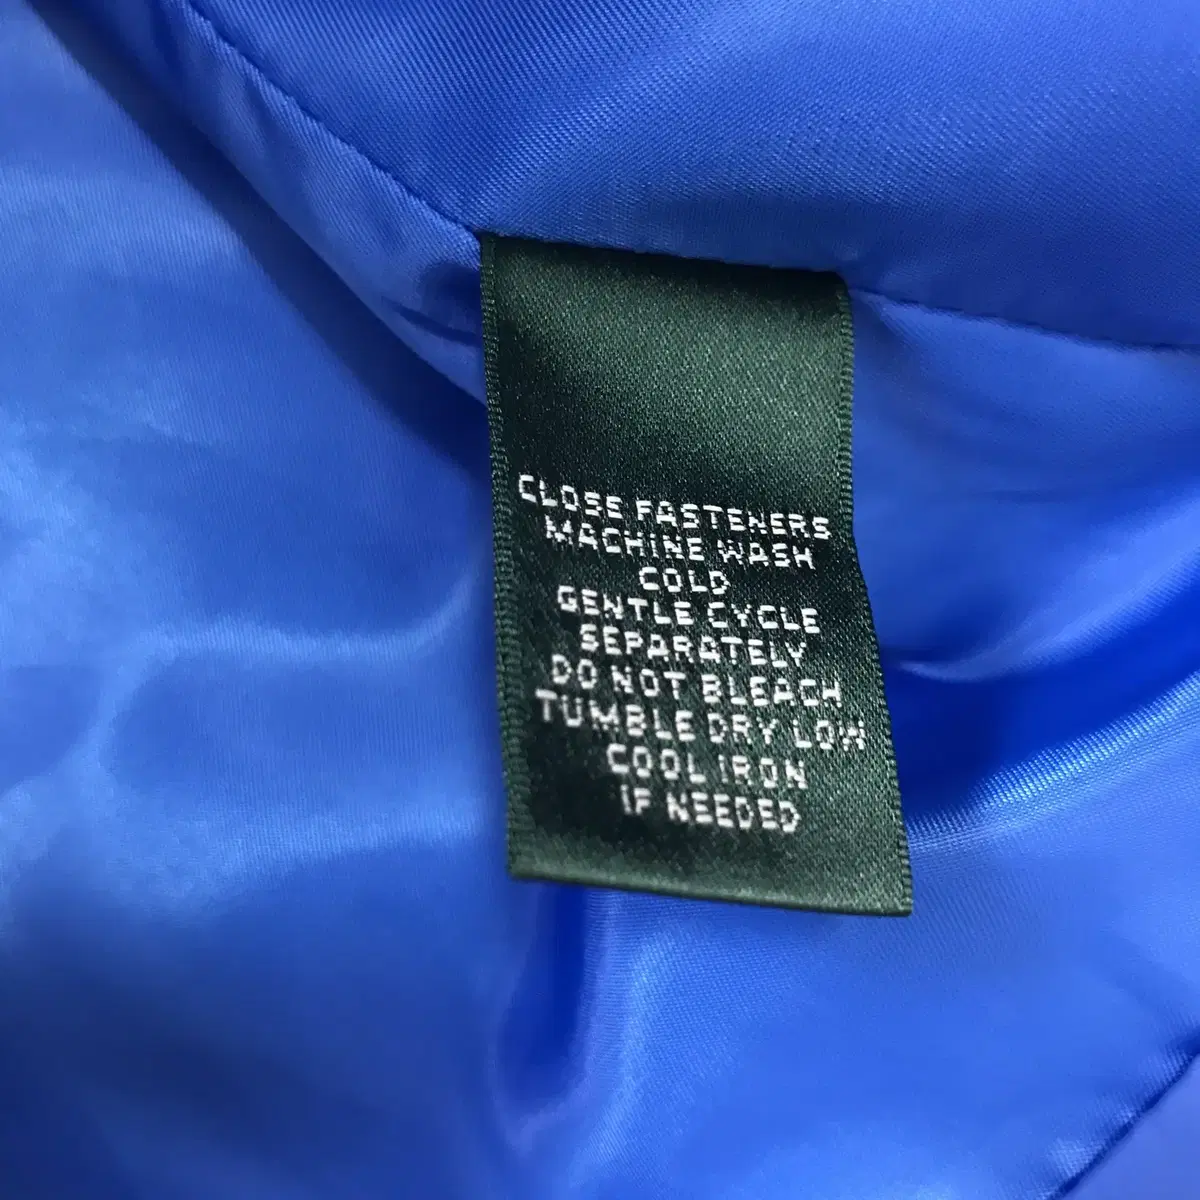 CLOSE FASTENERS
MACHINE WASH
COLD
GENTLE CYCLE
SEPARATELY
DO NOT BLEACH
TUMBLE DRY LOW
COOL IRON
IF NEEDED